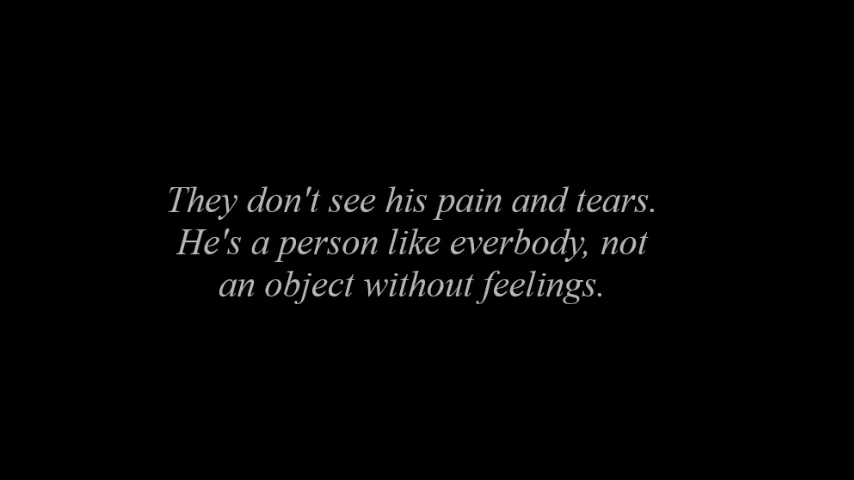 They don't see his pain and tears.
He's a person like everbody, not
an object without feelings.